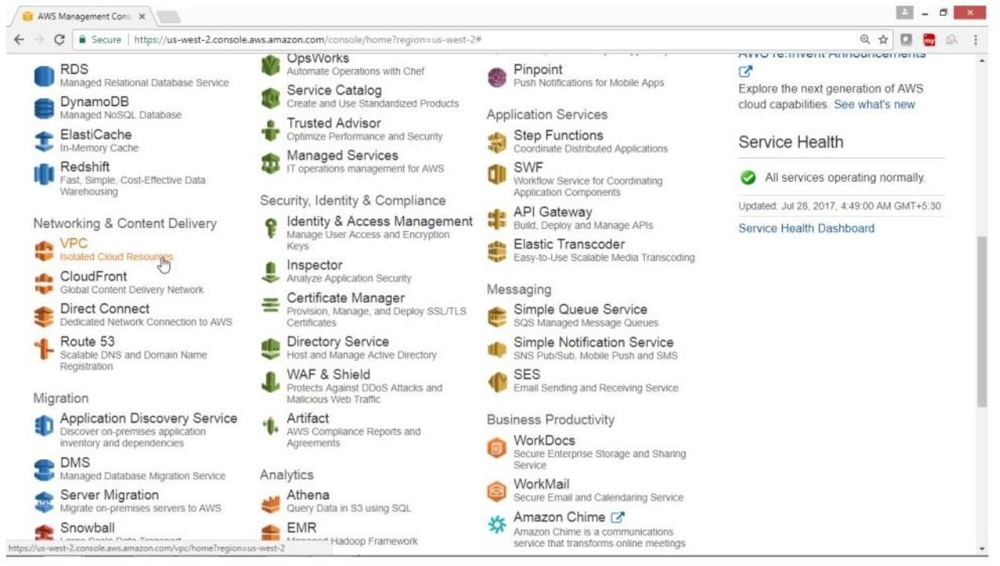 AWS Management Cons
Secure
https://us-west-2.console.aws.amazon.com/console/home?region=us-west-2#
my
RDS
Managed Relational Database Service
DynamoDB
Managed NoSQL Database
ElastiCache
In-Memory Cache
Redshift
Fast, Simple, Cost-Effective Data
Warehousing
Networking & Content Delivery
VPC
Isolated Cloud Resources
CloudFront
Global Content Delivery Network
Direct Connect
Dedicated Network Connection to AWS
Route 53
Scalable DNS and Domain Name
Registration
Migration
Application Discovery Service
Discover on-premises application
inventory and dependencies
DMS
Managed Database Migration Service
Server Migration
Migrate on-premises servers to AWS
Snowball
Large Scale Data Transport
OpsWorks
Automate Operations with Chef
Service Catalog
Create and Use Standardized Products
Trusted Advisor
Optimize Performance and Security
Managed Services
IT operations management for AWS
Security, Identity & Compliance
Identity & Access Management
Manage User Access and Encryption
Keys
Inspector
Analyze Application Security
Certificate Manager
Provision, Manage, and Deploy SSL/TLS
Certificates
Directory Service
Host and Manage Active Directory
WAF & Shield
Protects Against DDoS Attacks and
Malicious Web Traffic
Artifact
AWS Compliance Reports and
Agreements
Analytics
Athena
Query Data in S3 using SQL
EMR
Managed Hadoop Framework
Pinpoint
Push Notifications for Mobile Apps
Application Services
Step Functions
Coordinate Distributed Applications
SWF
Workflow Service for Coordinating
Application Components
API Gateway
Build, Deploy and Manage APIs
Elastic Transcoder
Easy-to-Use Scalable Media Transcoding
Messaging
Simple Queue Service
SQS Managed Message Queues
Simple Notification Service
SNS Pub/Sub, Mobile Push and SMS
SES
Email Sending and Receiving Service
Business Productivity
WorkDocs
Secure Enterprise Storage and Sharing
Service
WorkMail
Secure Email and Calendaring Service
Amazon Chime
Amazon Chime is a communications
service that transforms online meetings
AWS re:Invent Announcements
Explore the next generation of AWS
cloud capabilities. See what's new
Service Health
All services operating normally.
Updated: Jul 28, 2017, 4:49:00 AM GMT+5:30
Service Health Dashboard
https://us-west-2.console.aws.amazon.com/vpc/home?region=us-west-2